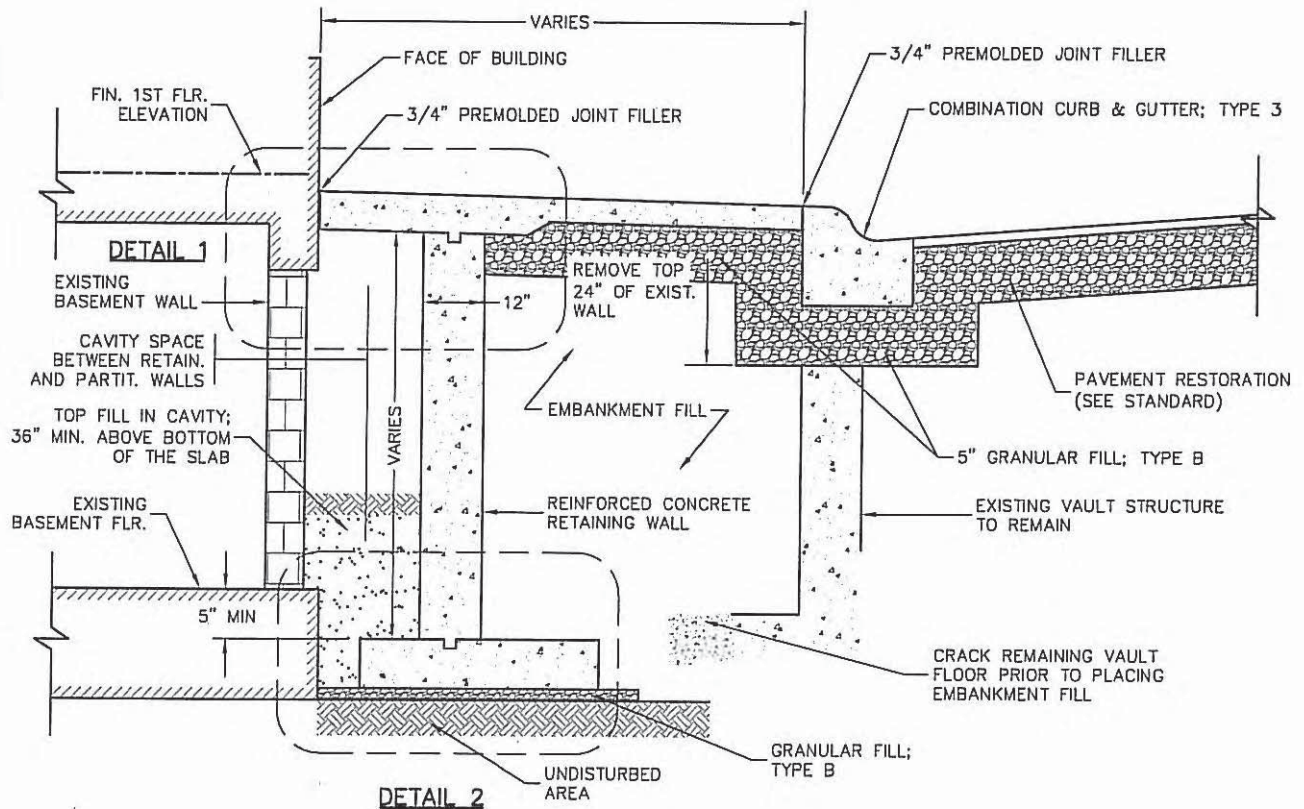 VARIES
FACE OF BUILDING
3/4" PREMOLDED JOINT FILLER
FIN. 1ST FLR.
ELEVATION
3/4" PREMOLDED JOINT FILLER
COMBINATION CURB & GUTTER; TYPE 3
DETAIL 1
EXISTING
BASEMENT WALL
12"
REMOVE TOP
24" OF EXIST.
WALL
CAVITY SPACE
BETWEEN RETAIN.
AND PARTIT. WALLS
PAVEMENT RESTORATION
(SEE STANDARD)
TOP FILL IN CAVITY;
36" MIN. ABOVE BOTTOM
OF THE SLAB
VARIES
EMBANKMENT FILL
5" GRANULAR FILL; TYPE B
EXISTING
BASEMENT FLR.
REINFORCED CONCRETE
RETAINING WALL
EXISTING VAULT STRUCTURE
TO REMAIN
5" MIN
CRACK REMAINING VAULT
FLOOR PRIOR TO PLACING
EMBANKMENT FILL
GRANULAR FILL;
TYPE B
UNDISTURBED
AREA
DETAIL 2